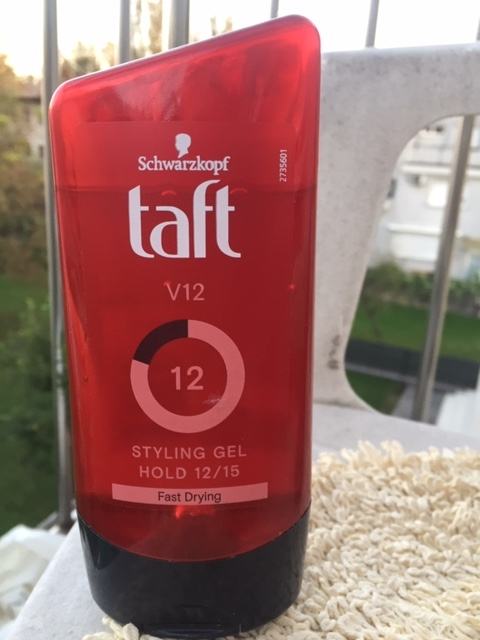 Schwarzkopf
2735601
taft
V12
12
STYLING GEL
HOLD 12/15
Fast Drying